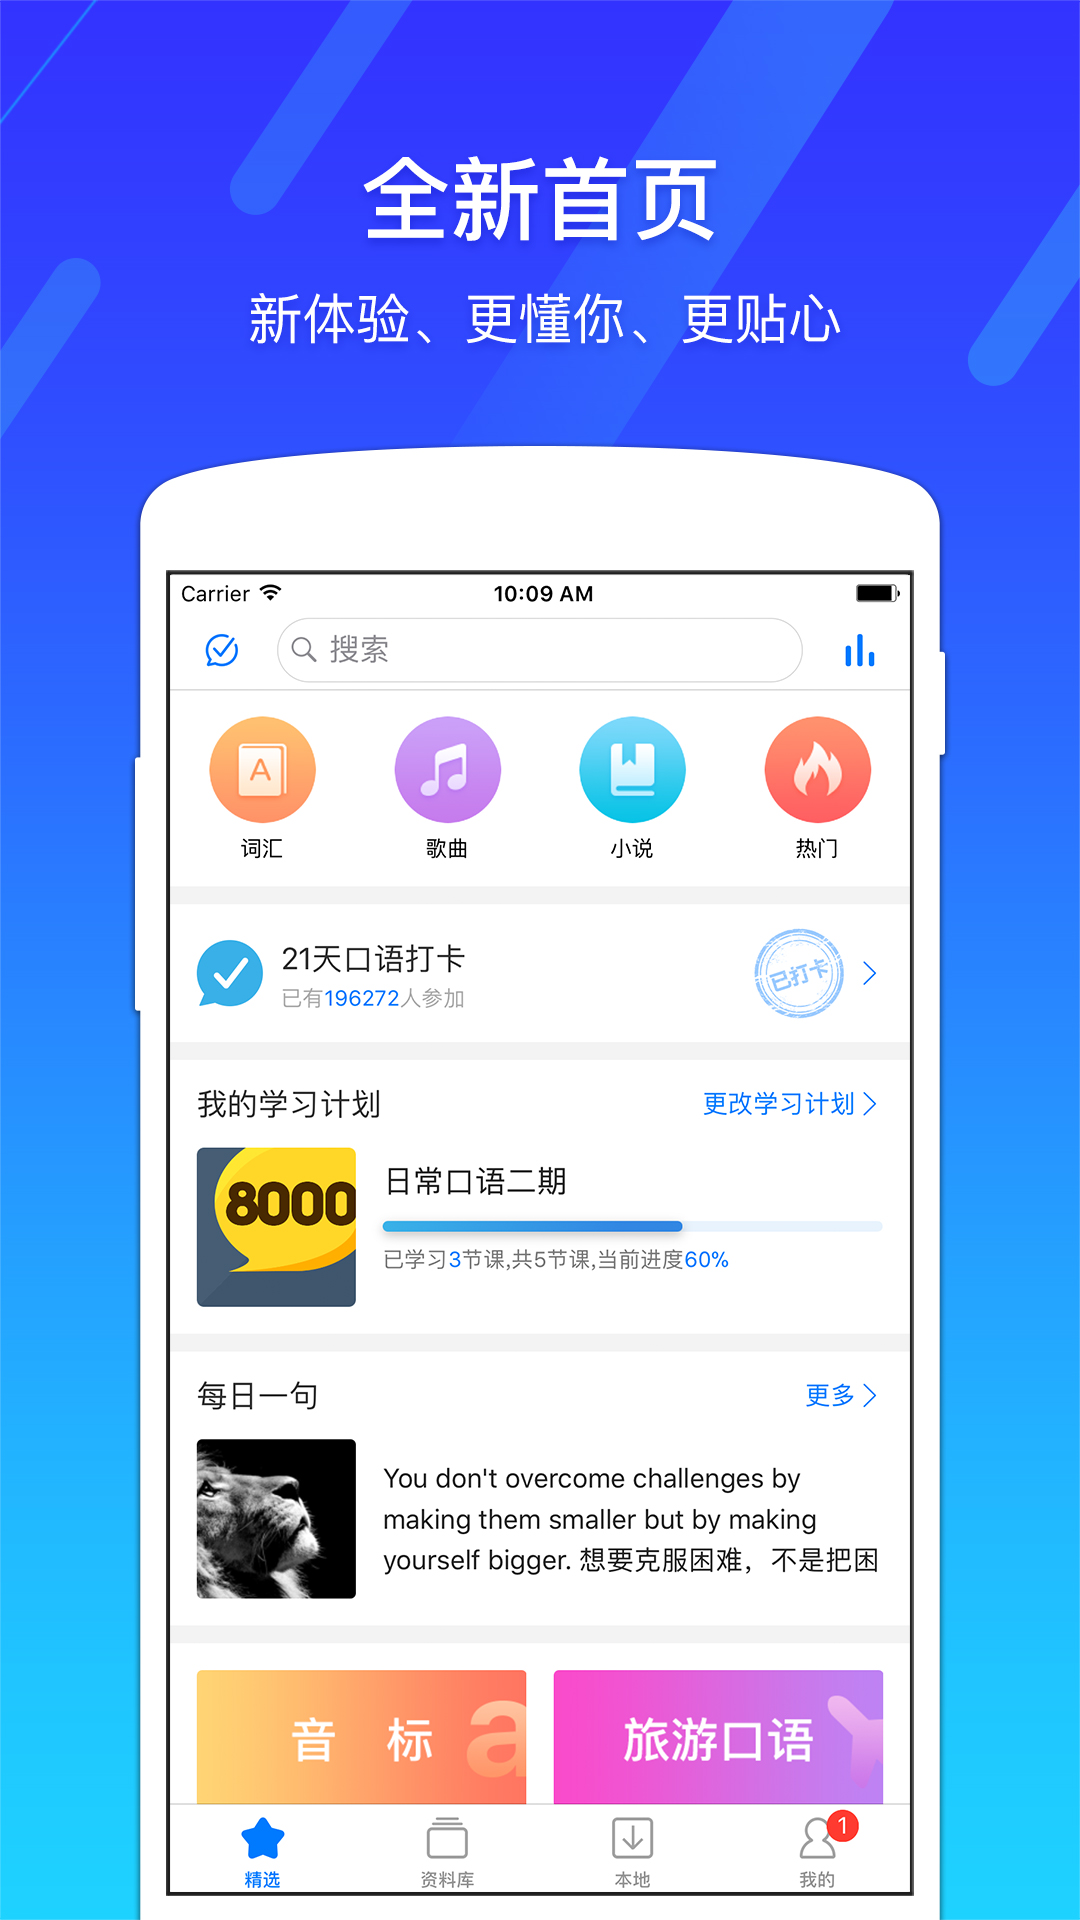 全新首页
新体验、更懂你、更贴心
Carrier 10:09 AM
搜索
A
词汇 歌曲 小说 热门
21天口语打卡
已有196272人参加
已打卡
我的学习计划 更改学习计划
8000
日常口语二期
已学习3节课,共5节课,当前进度60%
每日一句 更多
You don't overcome challenges by
making them smaller but by making
yourself bigger. 想要克服困难，不是把困
音 标 a
旅游口语
1
精选 资料库 本地 我的